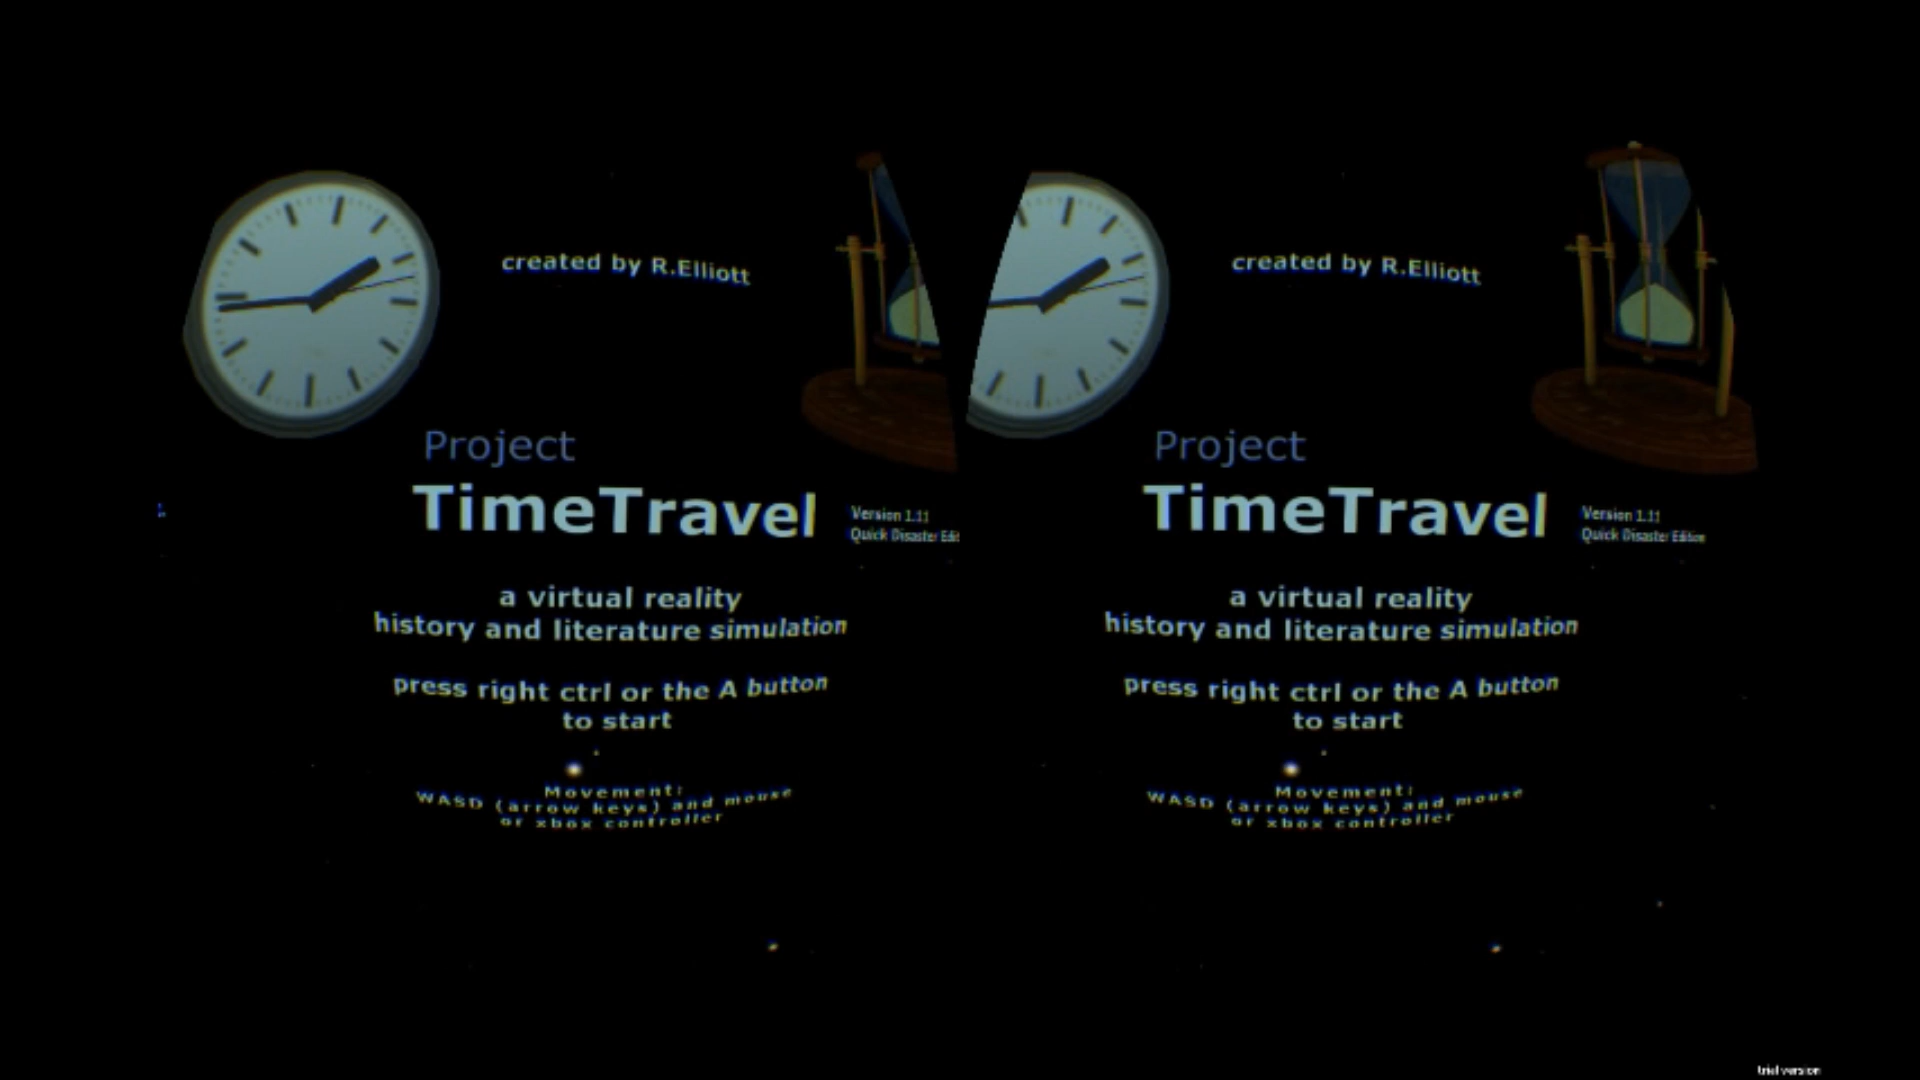 created by R.Elliott
Project
TimeTravel
Version 1.11
Quick Disaster Edit
a virtual reality
history and literature simulation
press right ctrl or the A button
to start
Movement:
WASD (arrow keys) and mouse
or xbox controller
created by R.Elliott
Project
TimeTravel
Version 1.11
Quick Disaster Edition
a virtual reality
history and literature simulation
press right ctrl or the A button
to start
Movement:
WASD (arrow keys) and mouse
or xbox controller
trial version